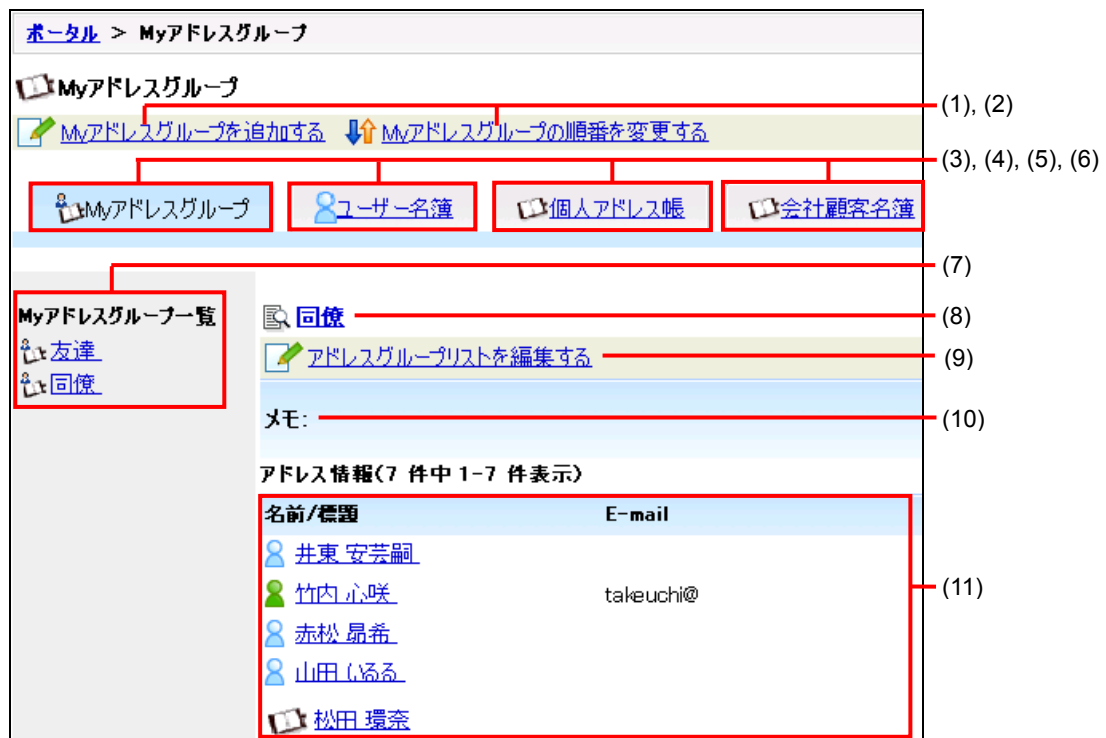 ポータル > Myアドレスグループ
Myアドレスグループ
(1), (2)
Myアドレスグループを追加する Myアドレスグループの順番を変更する
(3), (4), (5), (6)
Myアドレスグループ ユーザー名簿 個人アドレス帳 会社顧客名簿
(7)
Myアドレスグループ一覧 同僚 (8)
友達 アドレスグループリストを編集する (9)
同僚
メモ: (10)
アドレス情報(7 件中 1-7 件表示)
名前/標題 E-mail
井東 安芸嗣
竹内 心咲 takeuchi@ (11)
赤松 昴希
山田 いるる
松田 環奈